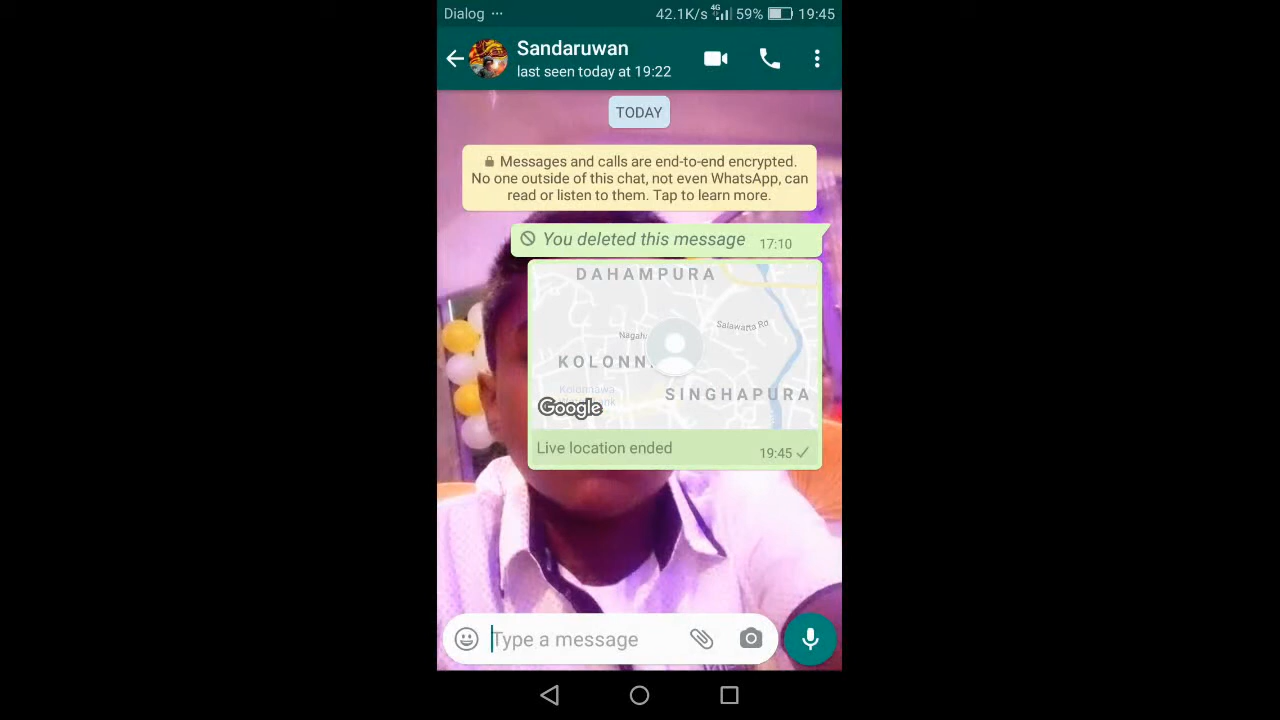 Dialog ··· 42.1K/s 4G 59% 19:45
Sandaruwan
last seen today at 19:22
TODAY
Messages and calls are end-to-end encrypted.
No one outside of this chat, not even WhatsApp, can
read or listen to them. Tap to learn more.
You deleted this message 17:10
DAHAMPURA
Salawatta Rd
KOLONN
SINGHAPURA
Kolonnawa
Google
Live location ended 19:45
Type a message